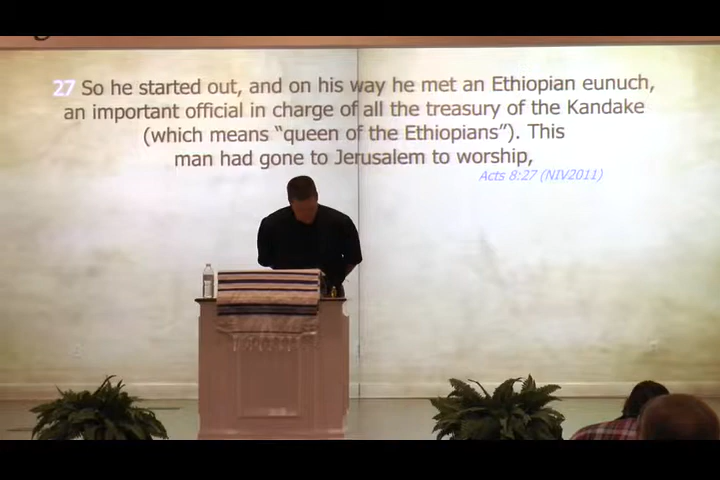 27 So he started out, and on his way he met an Ethiopian eunuch,
an important official in charge of all the treasury of the Kandake
(which means “queen of the Ethiopians”). This
man had gone to Jerusalem to worship,
Acts 8:27 (NIV2011)